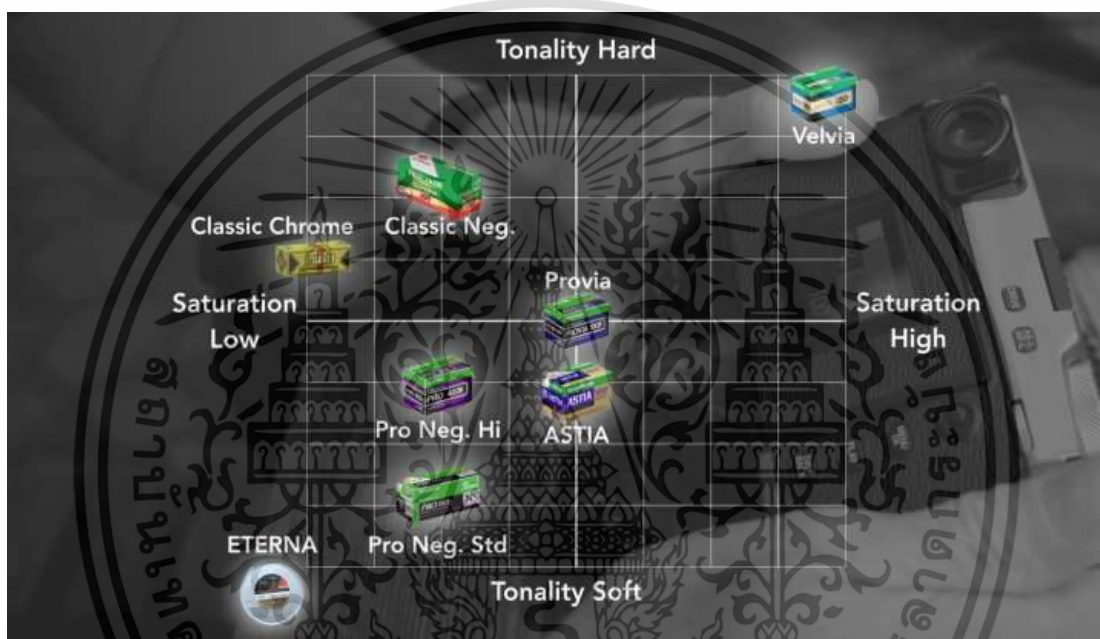 Tonality Hard
Velvia
Classic Chrome
Classic Neg.
Provia
Saturation
Low
Saturation
High
Pro Neg. Hi
ASTIA
ASTIA
ETERNA
Pro Neg. Std
Tonality Soft